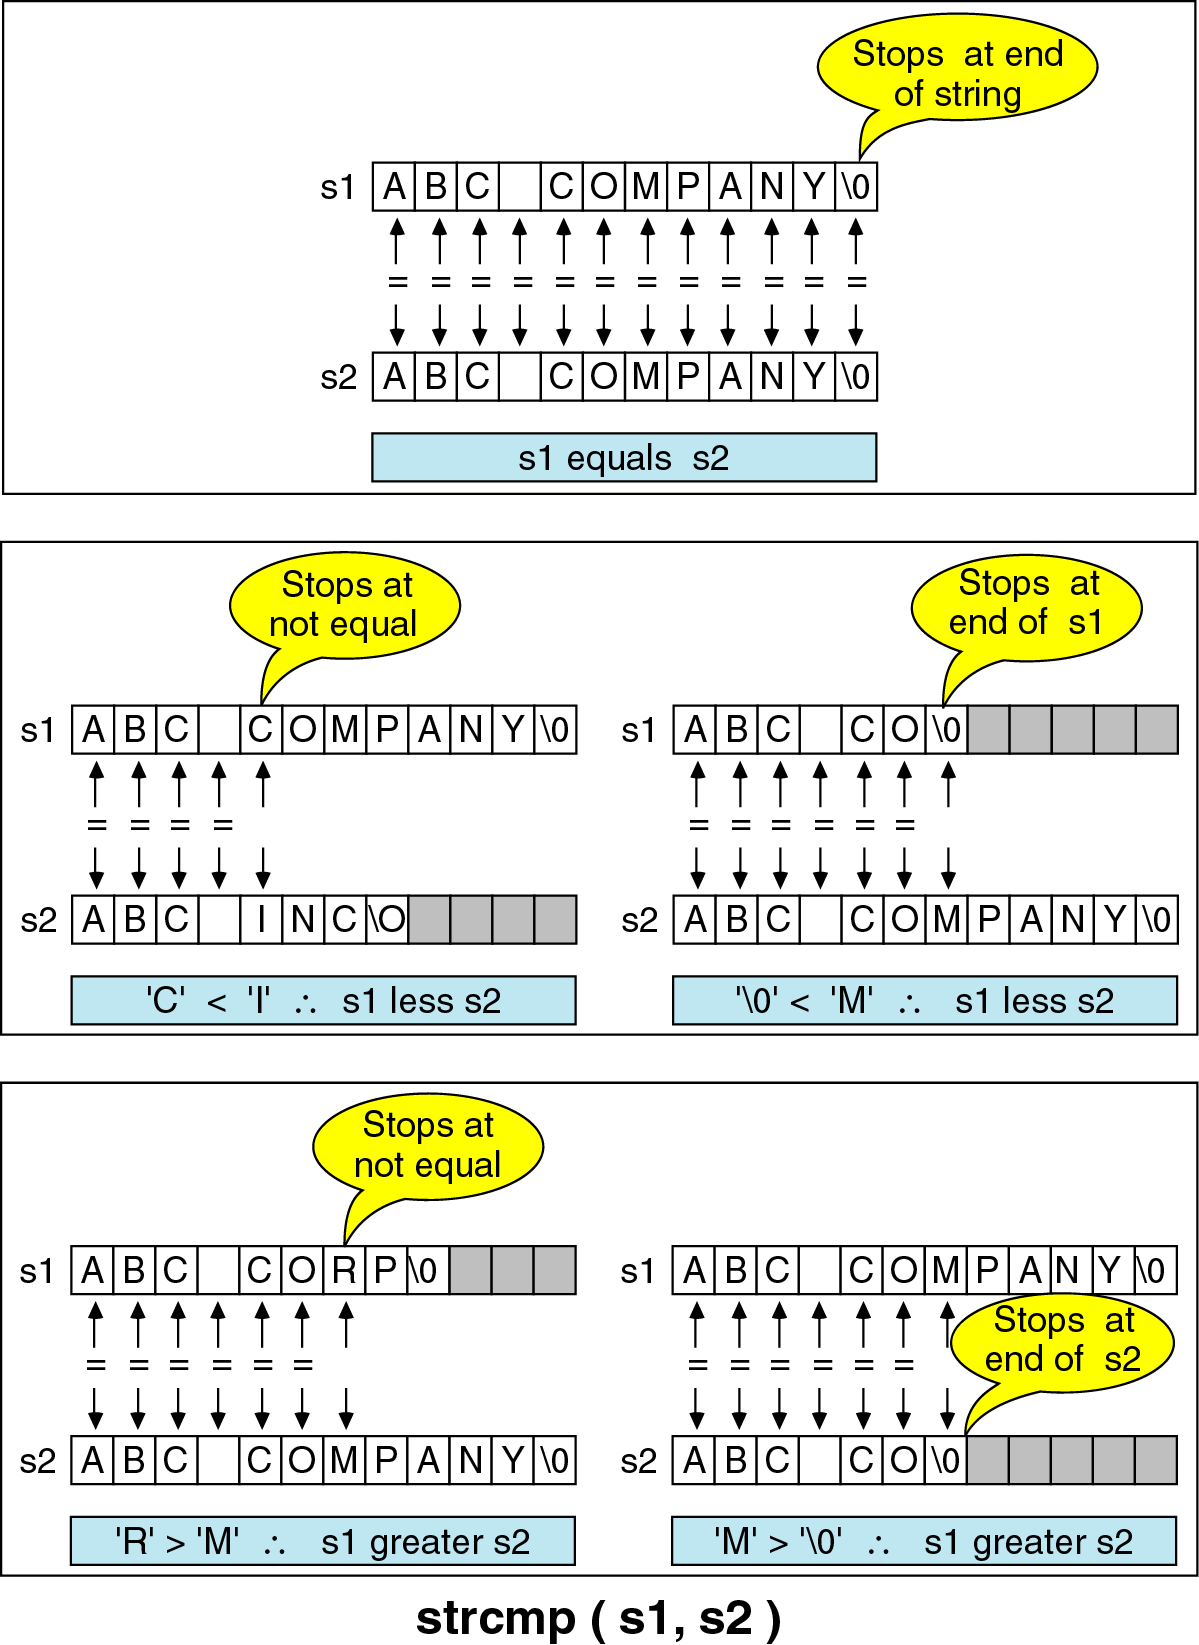 Stops at end
of string
s1 A B C C O M P A N Y \0
= = = = = = = = = = = =
s2 A B C C O M P A N Y \0
s1 equals s2
Stops at
not equal
s1 A B C C O M P A N Y \0
= = = =
s2 A B C I N C \O
'C' < 'I' ∴ s1 less s2
Stops at
end of s1
s1 A B C C O \0
= = = = = =
s2 A B C C O M P A N Y \0
'\0' < 'M' ∴ s1 less s2
Stops at
not equal
s1 A B C C O R P \0
= = = = = =
s2 A B C C O M P A N Y \0
'R' > 'M' ∴ s1 greater s2
s1 A B C C O M P A N Y \0
Stops at
end of s2
= = = = = =
s2 A B C C O \0
'M' > '\0' ∴ s1 greater s2
strcmp ( s1, s2 )